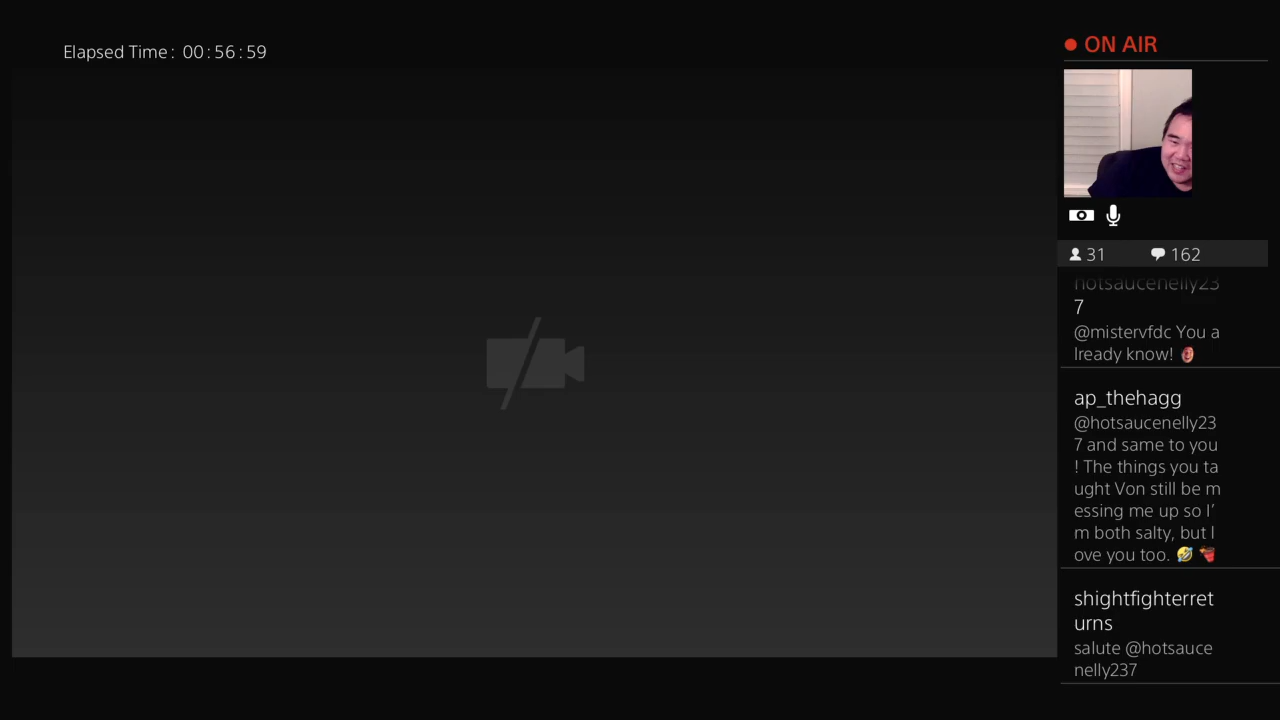 Elapsed Time: 00:56:59
ON AIR
31 162
hotsaucenelly23
7
@mistervfdc You a
lready know!
ap_thehagg
@hotsaucenelly23
7 and same to you
! The things you ta
ught Von still be m
essing me up so I'
m both salty, but l
ove you too.
shightfighterret
urns
salute @hotsauce
nelly237